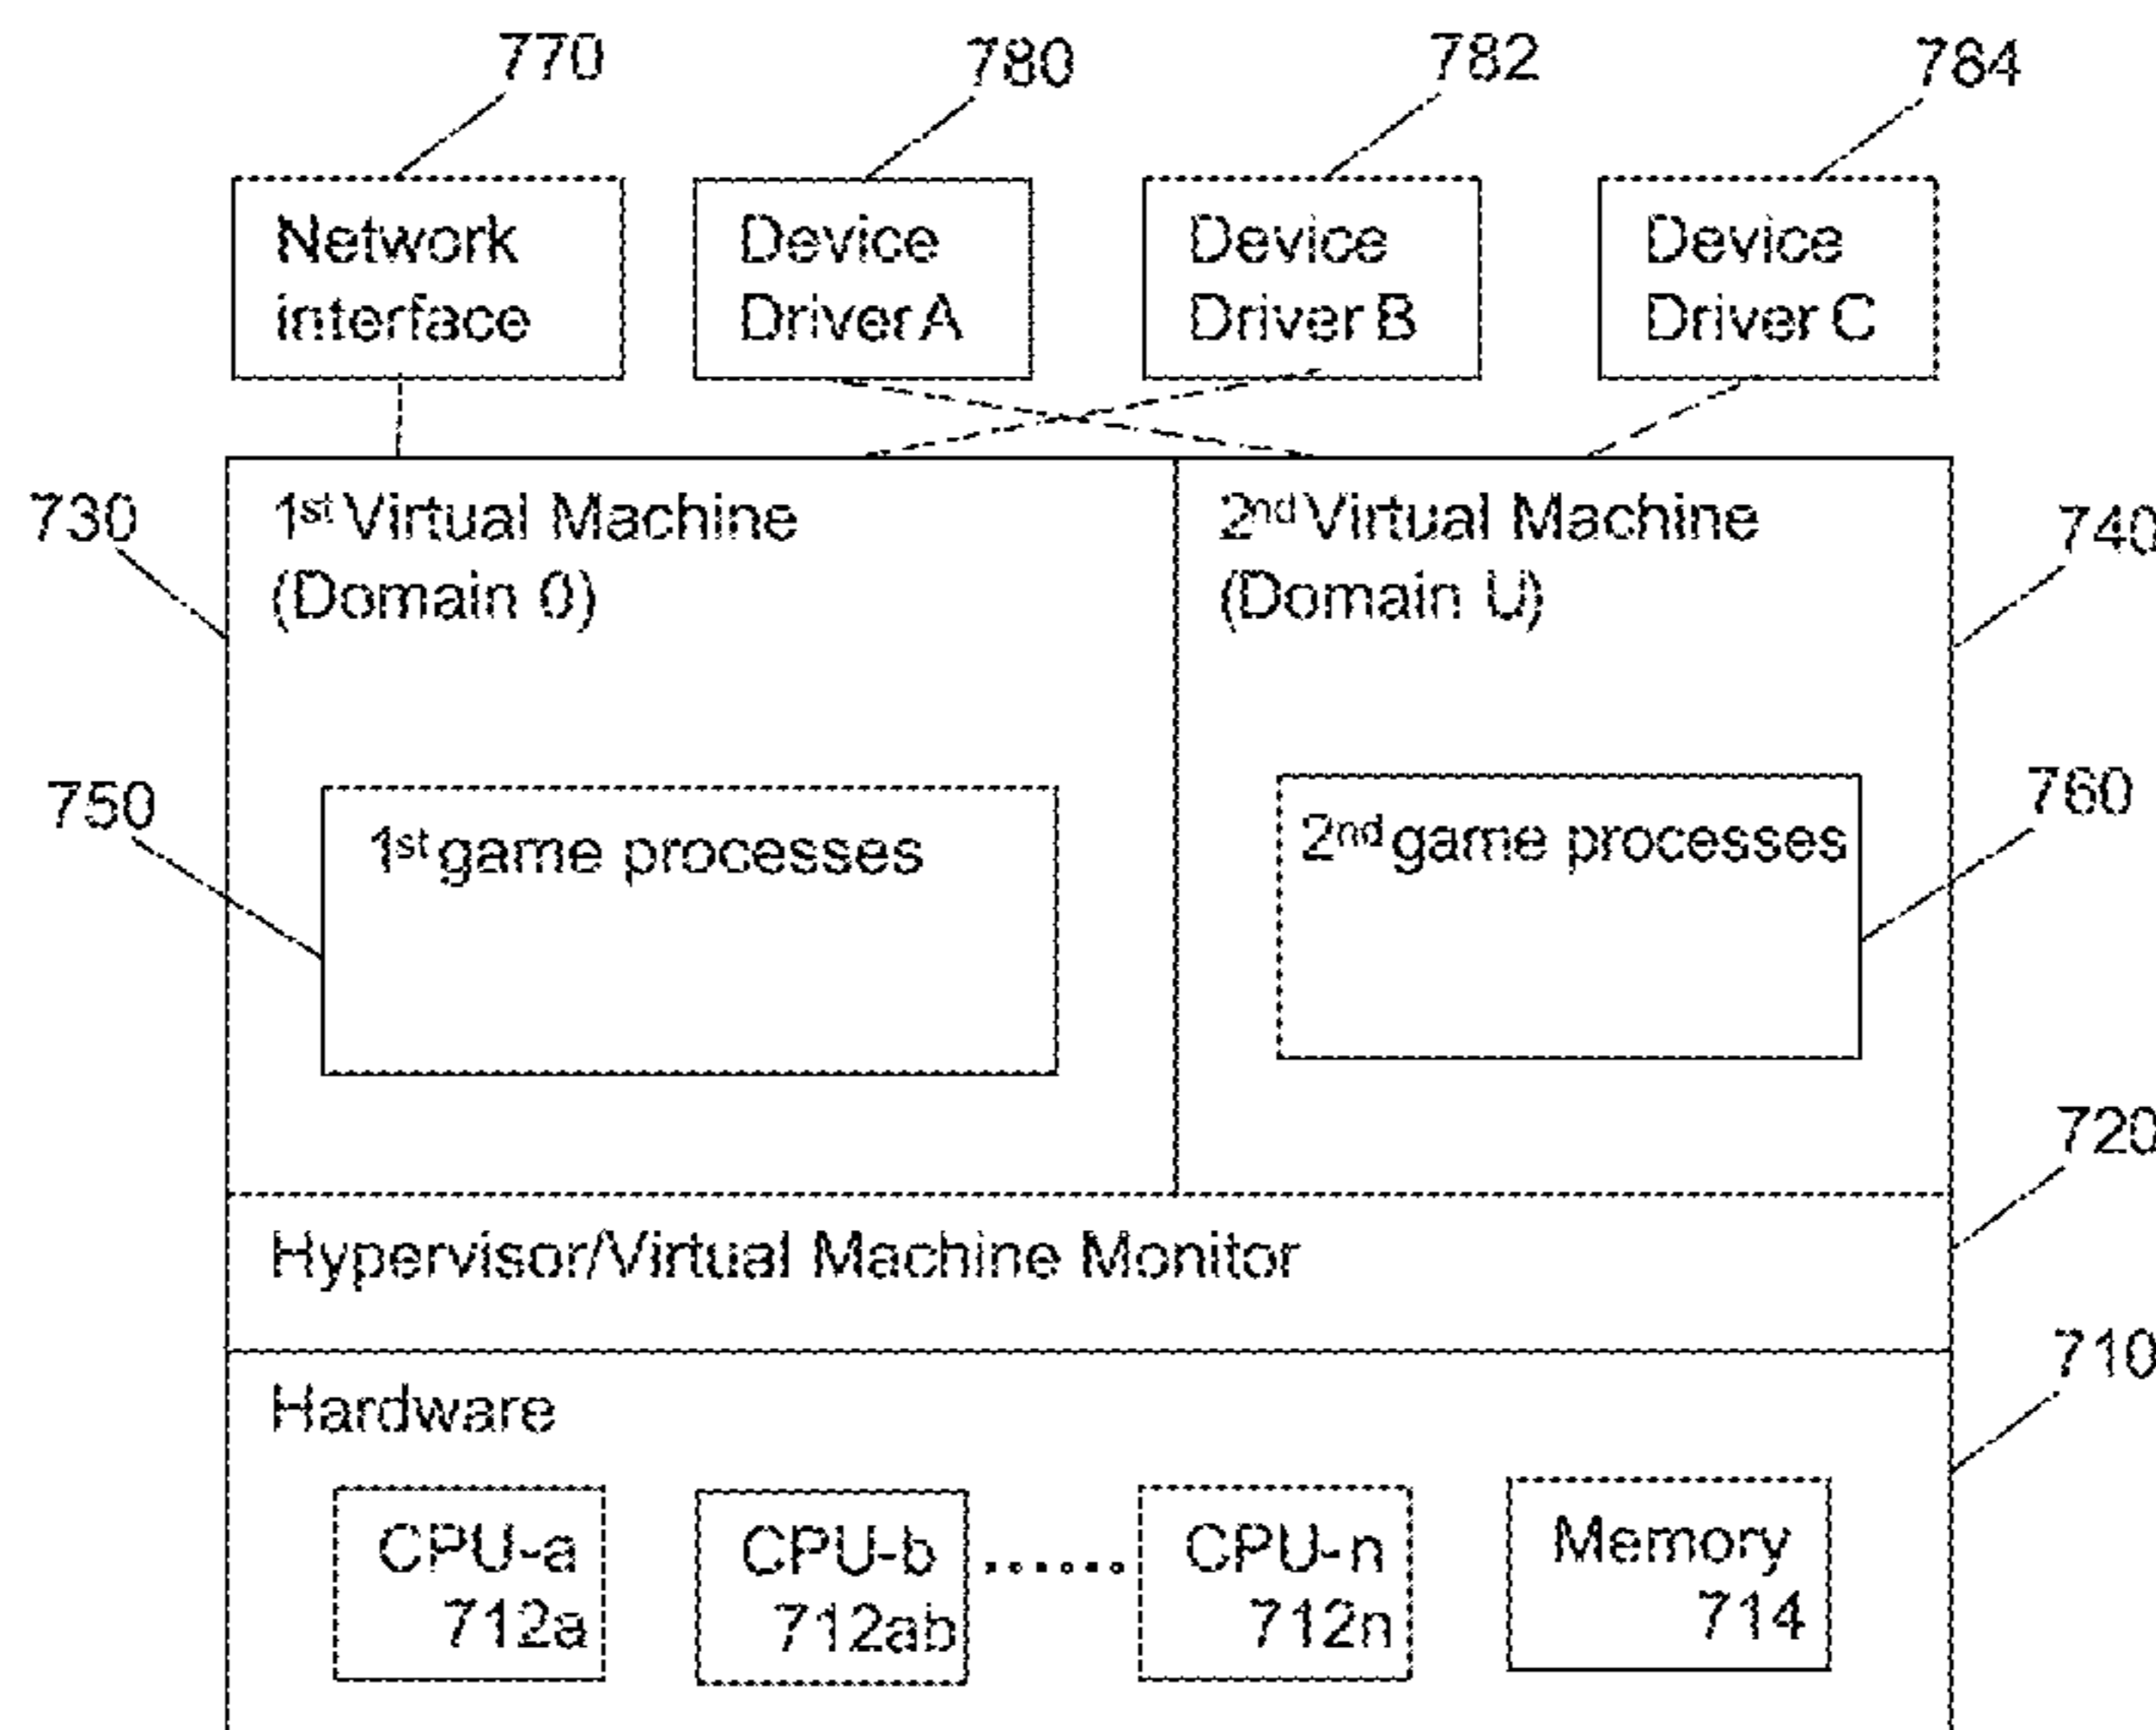 770
780
782
784
Network
interface
Device
Driver A
Device
Driver B
Device
Driver C
730
1st Virtual Machine
(Domain 0)
2nd Virtual Machine
(Domain U)
740
750
1st game processes
2nd game processes
760
720
Hypervisor/Virtual Machine Monitor
710
Hardware
CPU-a
712a
CPU-b
712ab
......
CPU-n
712n
Memory
714